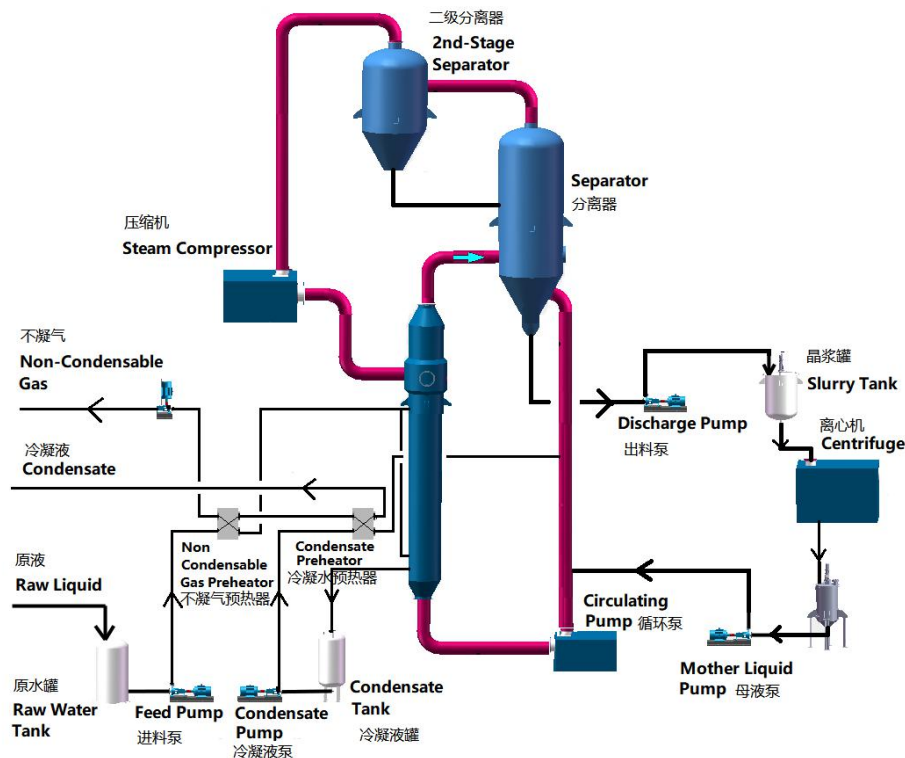 二级分离器
2nd-Stage
Separator
Separator
分离器
压缩机
Steam Compressor
不凝气
Non-Condensable
Gas
晶浆罐
Slurry Tank
Discharge Pump
出料泵
离心机
Centrifuge
冷凝液
Condensate
Non
Condensable
Gas Preheator
不凝气预热器
Condensate
Preheator
冷凝水预热器
原液
Raw Liquid
Circulating
Pump 循环泵
Mother Liquid
Pump 母液泵
原水罐
Raw Water
Tank
Feed Pump
进料泵
Condensate
Pump
冷凝液泵
Condensate
Tank
冷凝液罐